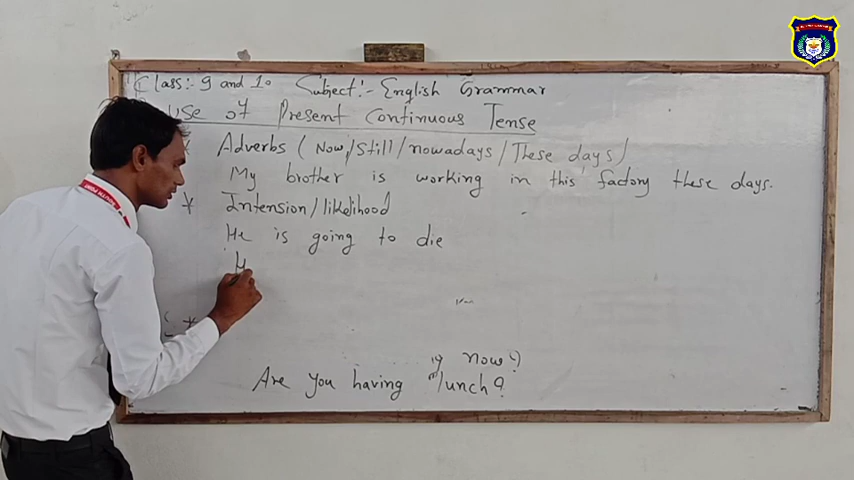 Class:- 9 and 10 Subject:- English Grammar
use of Present Continuous Tense
* Adverbs (Now/Still/nowadays/These days)
My brother is working in this factory these days.
* Intension/likelihood
He is going to die
*
now?
Are you having lunch?